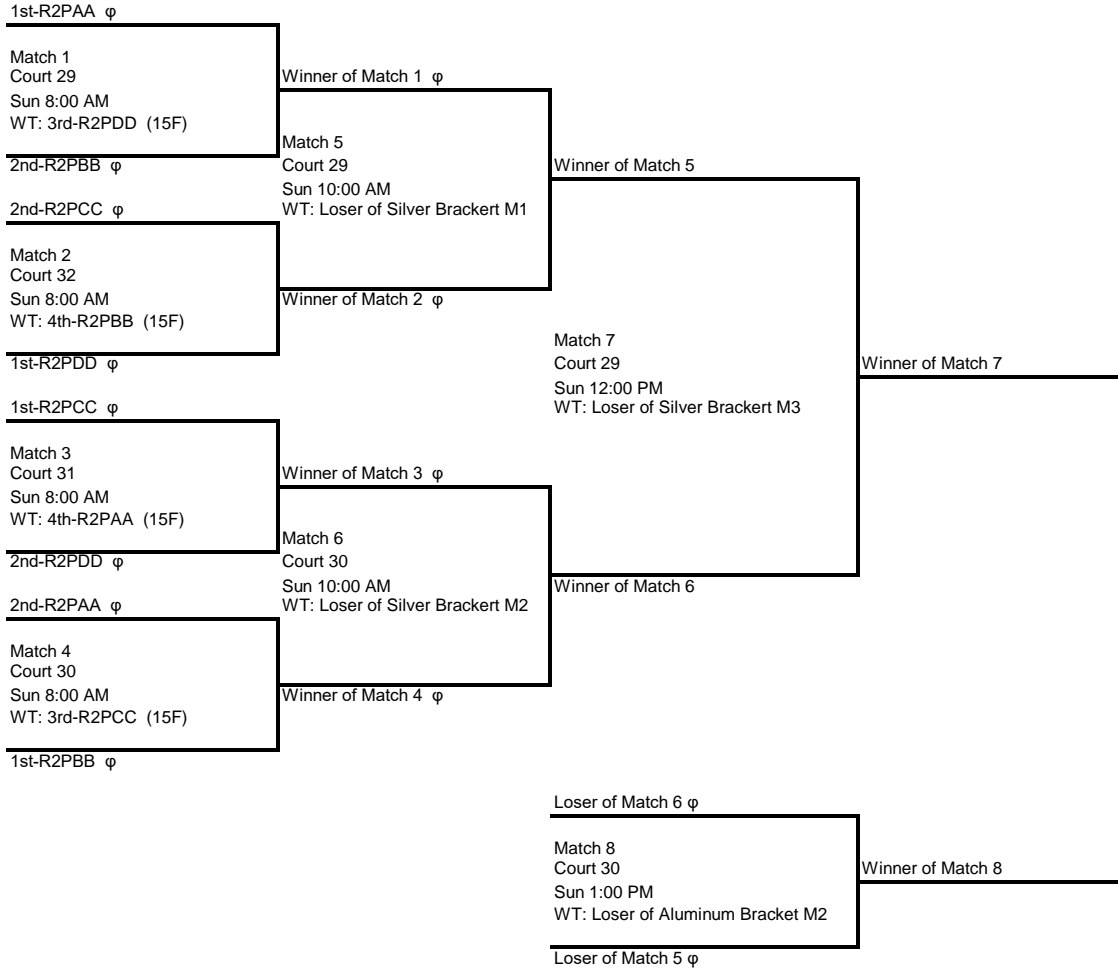 1st-R2PAA φ
Match 1
Court 29
Sun 8:00 AM
WT: 3rd-R2PDD (15F)
2nd-R2PBB φ
2nd-R2PCC φ
Match 2
Court 32
Sun 8:00 AM
WT: 4th-R2PBB (15F)
1st-R2PDD φ
1st-R2PCC φ
Match 3
Court 31
Sun 8:00 AM
WT: 4th-R2PAA (15F)
2nd-R2PDD φ
2nd-R2PAA φ
Match 4
Court 30
Sun 8:00 AM
WT: 3rd-R2PCC (15F)
1st-R2PBB φ
Winner of Match 1 φ
Match 5
Court 29
Sun 10:00 AM
WT: Loser of Silver Brackert M1
Winner of Match 2 φ
Winner of Match 3 φ
Match 6
Court 30
Sun 10:00 AM
WT: Loser of Silver Brackert M2
Winner of Match 4 φ
Winner of Match 5
Match 7
Court 29
Sun 12:00 PM
WT: Loser of Silver Brackert M3
Winner of Match 6
Winner of Match 7
Loser of Match 6 φ
Match 8
Court 30
Sun 1:00 PM
WT: Loser of Aluminum Bracket M2
Loser of Match 5 φ
Winner of Match 8